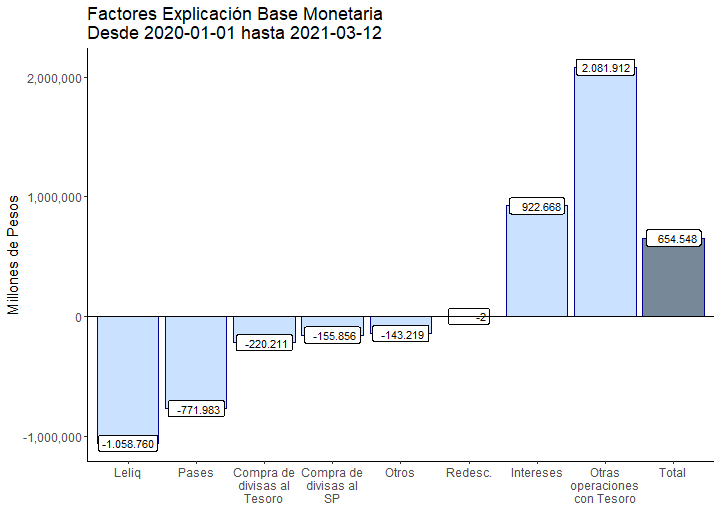 Factores Explicación Base Monetaria
Desde 2020-01-01 hasta 2021-03-12
Millones de Pesos
2,000,000
1,000,000
0
-1,000,000
-1.058.760
-771.983
-220.211
-155.856
-143.219
-2
922.668
2.081.912
654.548
Leliq
Pases
Compra de
divisas al
Tesoro
Compra de
divisas al
SP
Otros
Redesc.
Intereses
Otras
operaciones
con Tesoro
Total